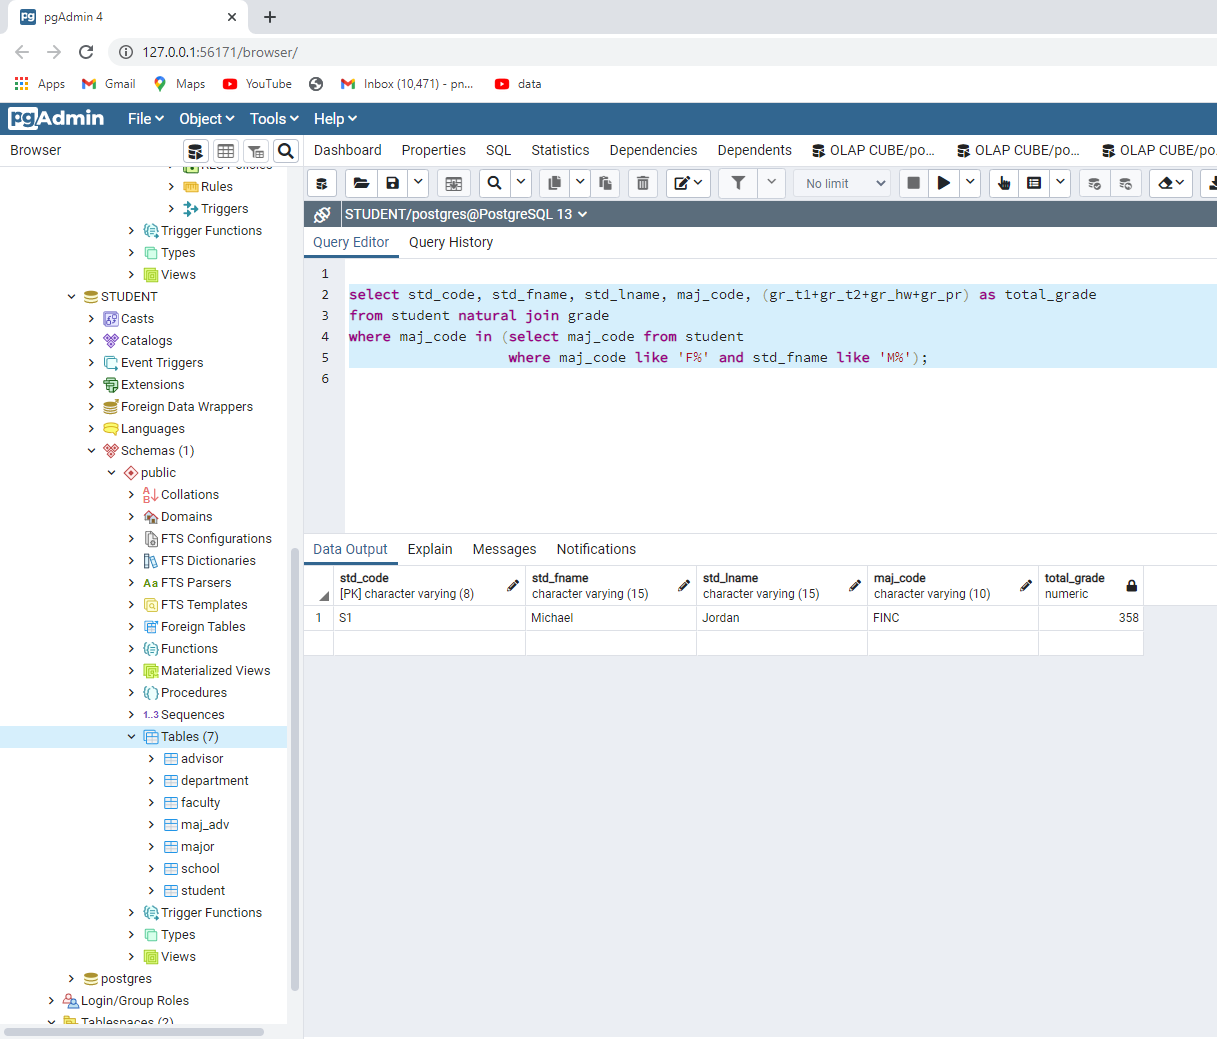 pgAdmin 4
127.0.0.1:56171/browser/
Apps Gmail Maps YouTube Inbox (10,471) - pn... data
pgAdmin File Object Tools Help
Browser
Dashboard Properties SQL Statistics Dependencies Dependents OLAP CUBE/po... OLAP CUBE/po... OLAP CUBE/po
No limit
STUDENT/postgres@PostgreSQL 13
Query Editor Query History
Rules
Triggers
Trigger Functions
Types
Views
STUDENT
Casts
Catalogs
Event Triggers
Extensions
Foreign Data Wrappers
Languages
Schemas (1)
public
Collations
Domains
FTS Configurations
FTS Dictionaries
Aa FTS Parsers
FTS Templates
Foreign Tables
Functions
Materialized Views
Procedures
1..3 Sequences
Tables (7)
advisor
department
faculty
maj_adv
major
school
student
Trigger Functions
Types
Views
postgres
Login/Group Roles
Tablespaces (2)
1
2 select std_code, std_fname, std_lname, maj_code, (gr_t1+gr_t2+gr_hw+gr_pr) as total_grade
3 from student natural join grade
4 where maj_code in (select maj_code from student
5 where maj_code like 'F%' and std_fname like 'M%');
6
Data Output Explain Messages Notifications
std_code std_fname std_lname maj_code total_grade
[PK] character varying (8) character varying (15) character varying (15) character varying (10) numeric
1 S1 Michael Jordan FINC 358